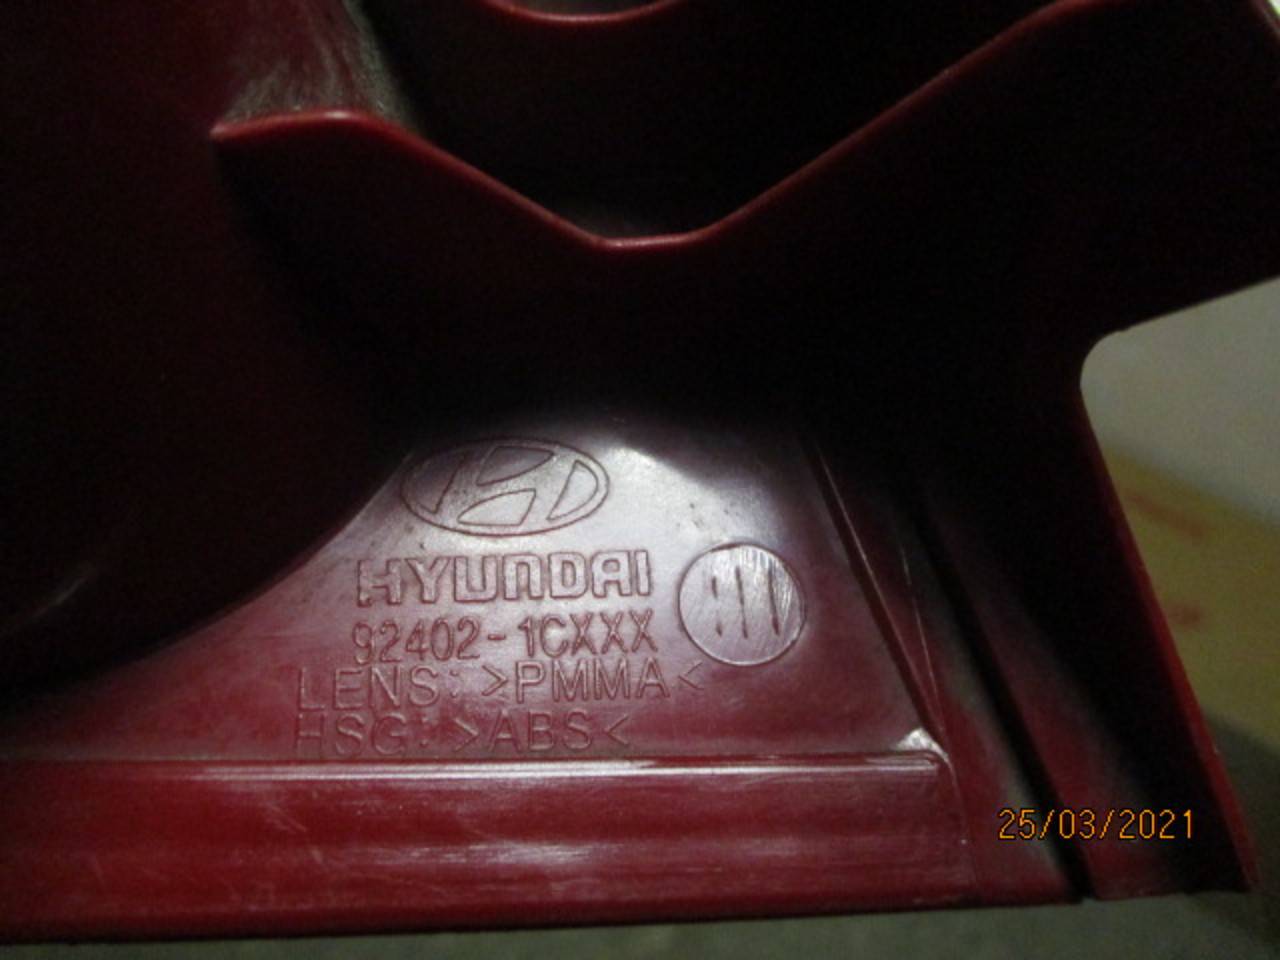 HYUNDAI
92402-1CXXX
LENS: >PMMA<
HSG: >ABS<
25/03/2021